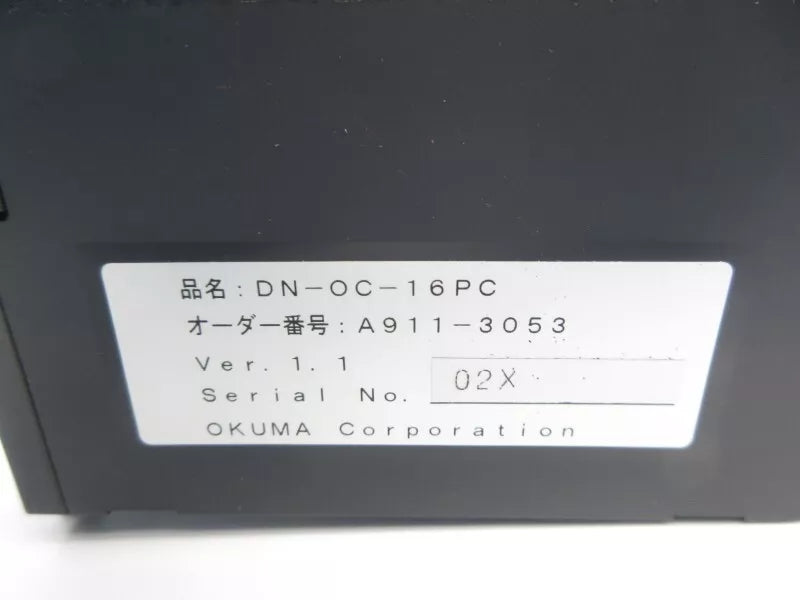 品名：DN－OC－16PC
オーダー番号：A911－3053
Ver. 1. 1
Serial No. 02X
OKUMA Corporation